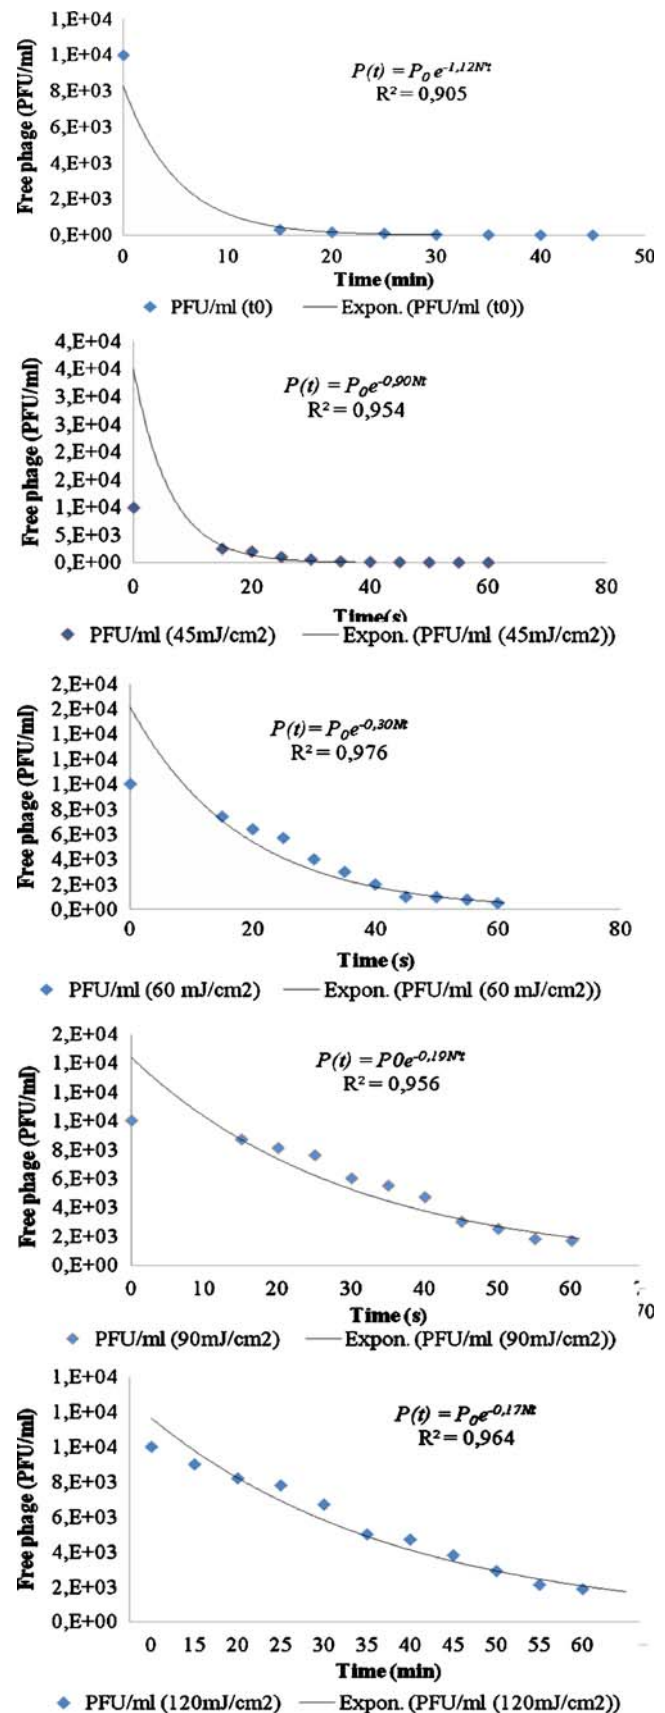 Free phage (PFU/ml)
1,E+04
1,E+04
8,E+03
6,E+03
4,E+03
2,E+03
0,E+00
P(t) = P₀ e^-1,12Nt
R² = 0,905
0 10 20 30 40 50
Time (min)
PFU/ml (t0) Expon. (PFU/ml (t0))
Free phage (PFU/ml)
4,E+04
4,E+04
3,E+04
3,E+04
2,E+04
2,E+04
1,E+04
5,E+03
0,E+00
P(t) = P₀e^-0,90Nt
R² = 0,954
0 20 40 60 80
Time(s)
PFU/ml (45mJ/cm2) Expon. (PFU/ml (45mJ/cm2))
Free phage (PFU/ml)
2,E+04
2,E+04
1,E+04
1,E+04
1,E+04
8,E+03
6,E+03
4,E+03
2,E+03
0,E+00
P(t) = P₀e^-0,30Nt
R² = 0,976
0 20 40 60 80
Time (s)
PFU/ml (60 mJ/cm2) Expon. (PFU/ml (60 mJ/cm2))
Free phage (PFU/ml)
2,E+04
1,E+04
1,E+04
1,E+04
8,E+03
6,E+03
4,E+03
2,E+03
0,E+00
P(t) = P0e^-0,19Nt
R² = 0,956
0 10 20 30 40 50 60 70
Time (s)
PFU/ml (90mJ/cm2) Expon. (PFU/ml (90mJ/cm2))
Free phage (PFU/ml)
1,E+04
1,E+04
1,E+04
8,E+03
6,E+03
4,E+03
2,E+03
0,E+00
P(t) = P₀e^-0,17Nt
R² = 0,964
0 15 20 25 30 35 40 45 50 55 60
Time (min)
PFU/ml (120mJ/cm2) Expon. (PFU/ml (120mJ/cm2))